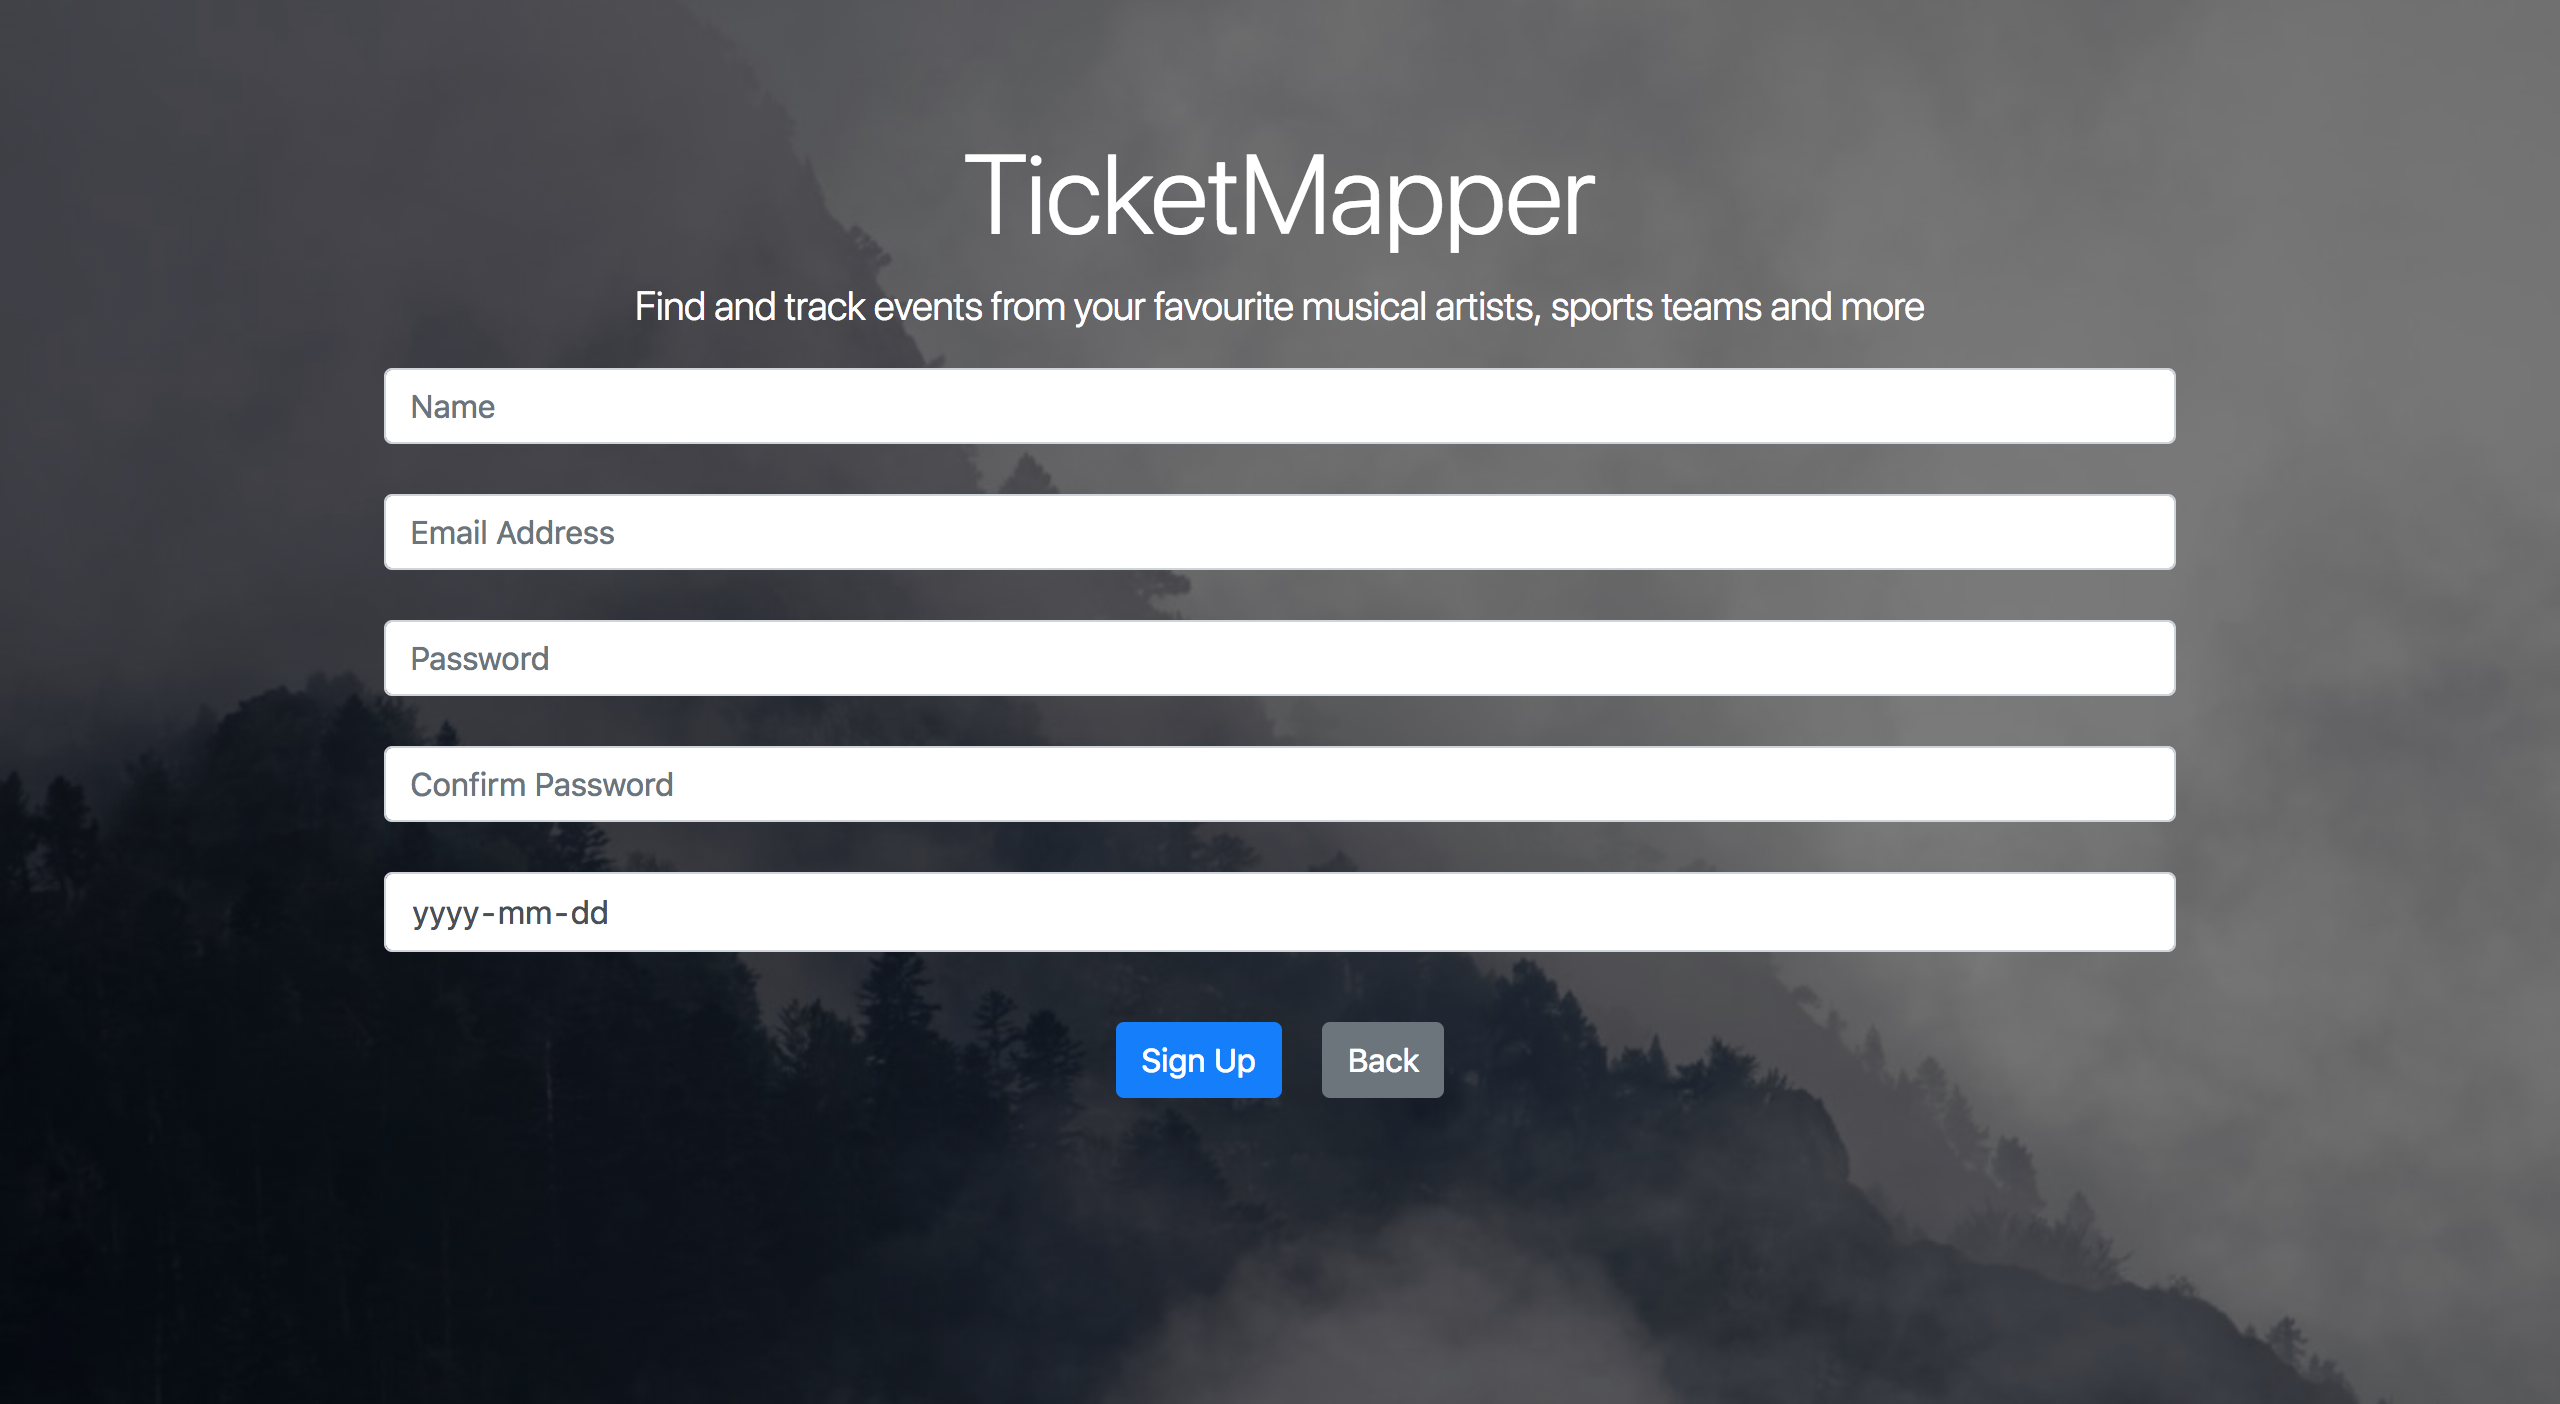 TicketMapper
Find and track events from your favourite musical artists, sports teams and more
Name
Email Address
Password
Confirm Password
yyyy-mm-dd
Sign Up
Back